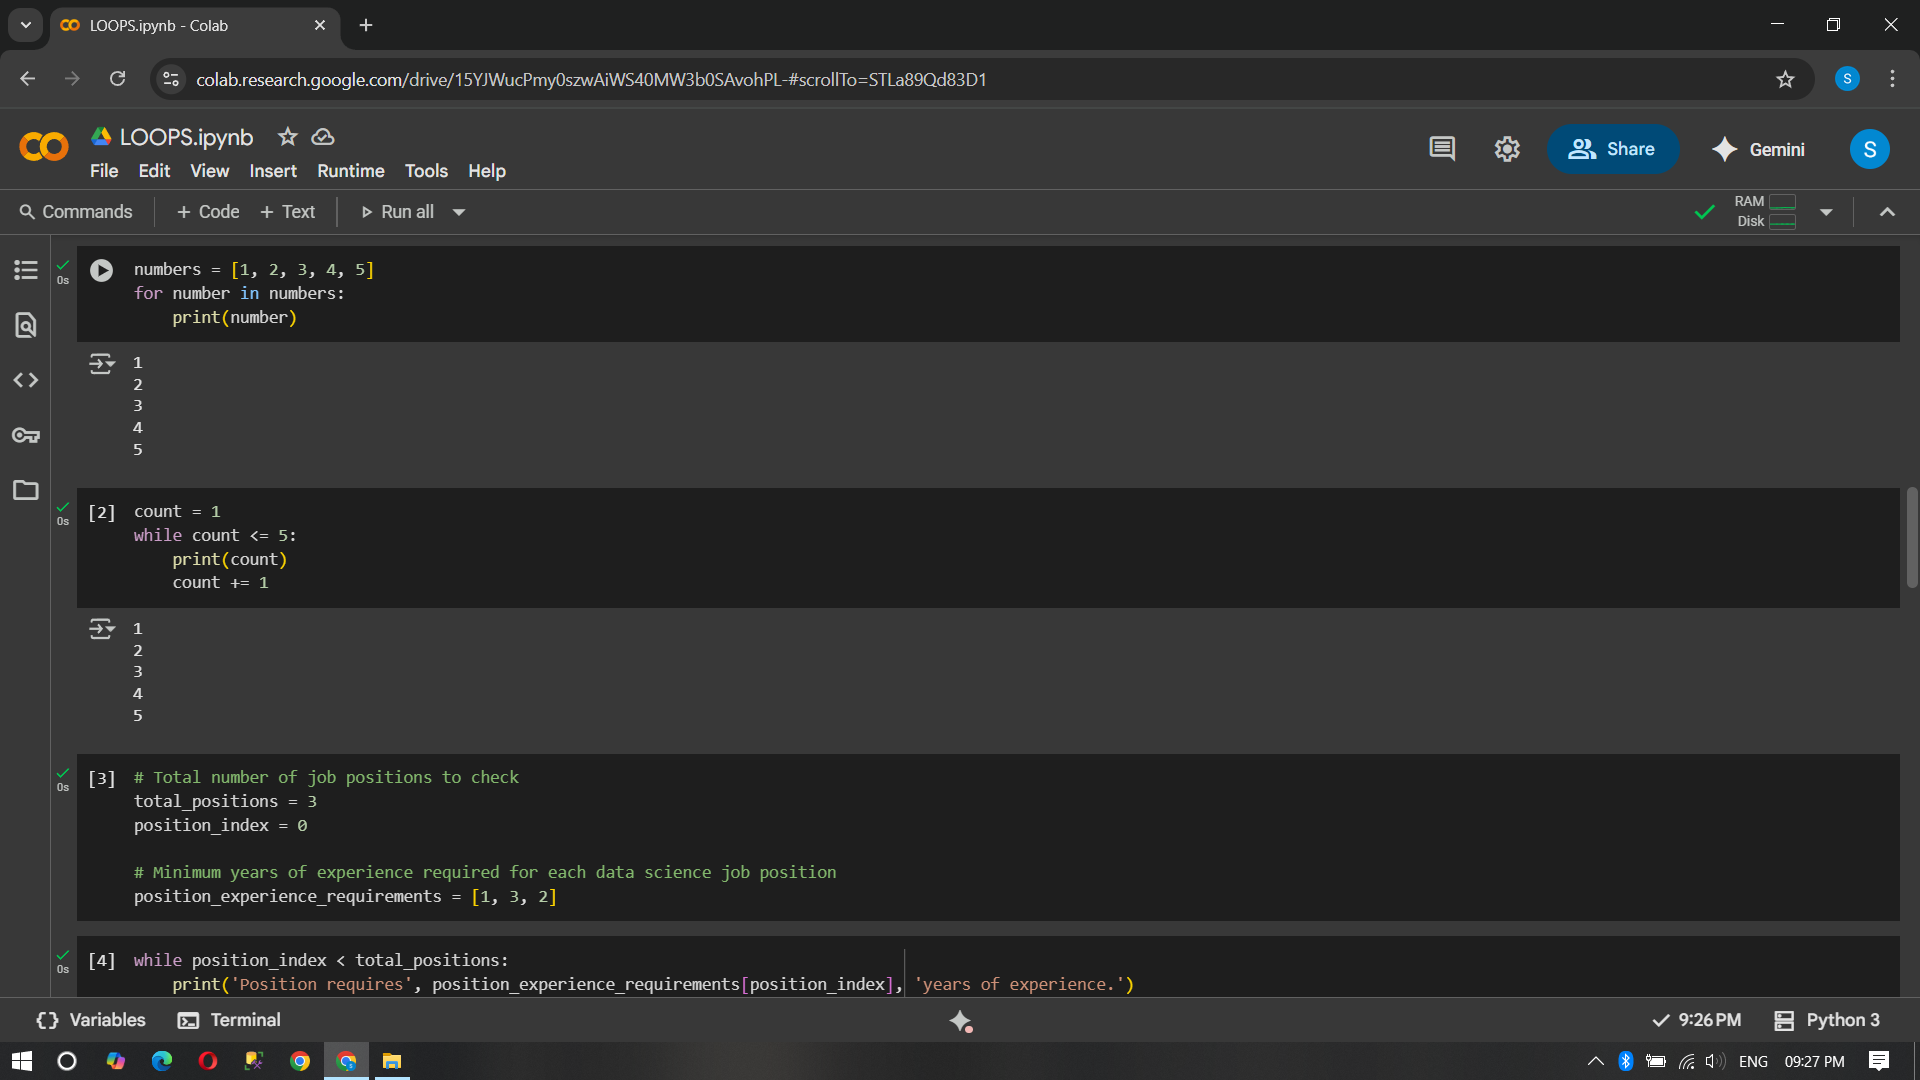 LOOPS.ipynb - Colab
colab.research.google.com/drive/15YJWucPmy0szwAiWS40MW3b0SAvohPL-#scrollTo=STLa89Qd83D1
S
LOOPS.ipynb
File Edit View Insert Runtime Tools Help
Share
Gemini
S
Commands
+ Code + Text
Run all
RAM
Disk
0s
numbers = [1, 2, 3, 4, 5]
for number in numbers:
    print(number)
1
2
3
4
5
0s
[2] count = 1
while count <= 5:
    print(count)
    count += 1
1
2
3
4
5
0s
[3] # Total number of job positions to check
total_positions = 3
position_index = 0
# Minimum years of experience required for each data science job position
position_experience_requirements = [1, 3, 2]
0s
[4] while position_index < total_positions:
    print('Position requires', position_experience_requirements[position_index], 'years of experience.')
{} Variables Terminal
9:26 PM Python 3
ENG 09:27 PM